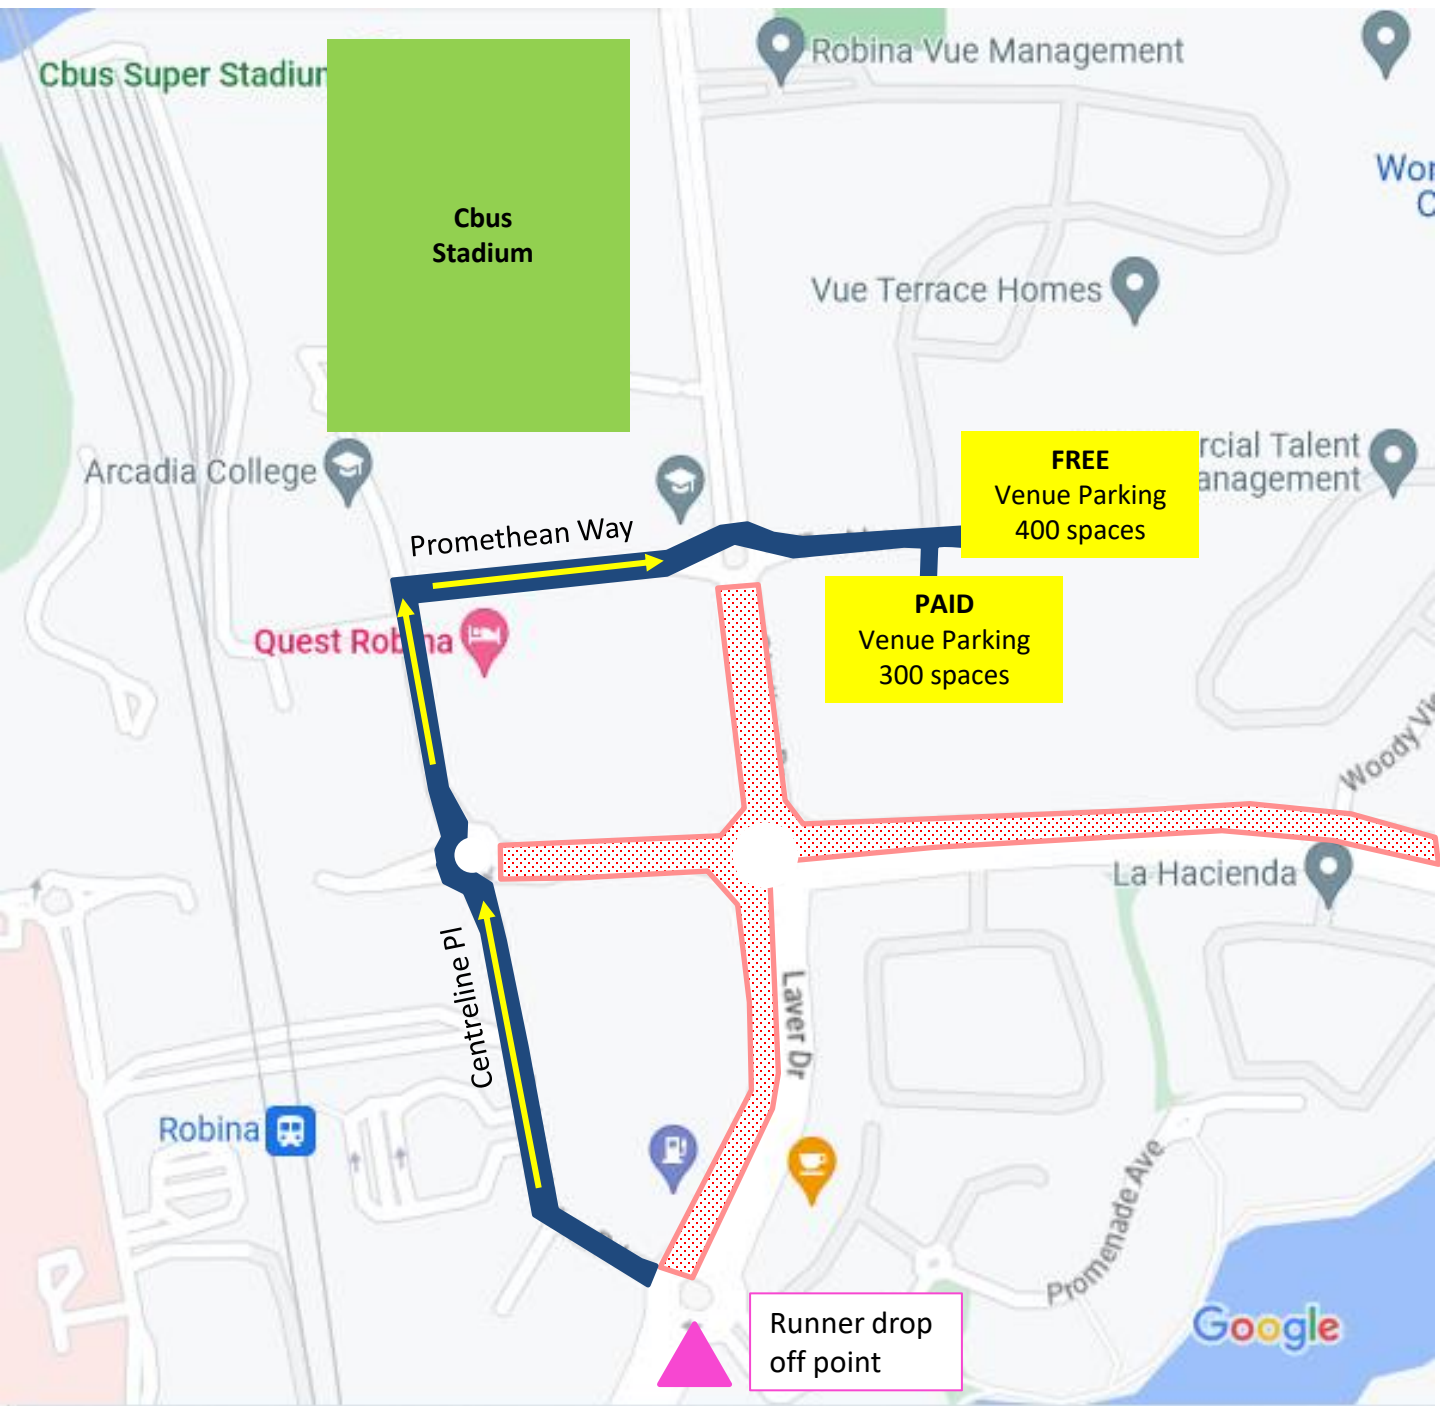 Robina Vue Management
Cbus Super Stadiun
Wor
C
Cbus
Stadium
Vue Terrace Homes
FREE
Venue Parking
400 spaces
rcial Talent
anagement
Arcadia College
Promethean Way
PAID
Venue Parking
300 spaces
Quest Robina
Woody Vie
La Hacienda
Centreline Pl
Laver Dr
Robina
Promenade Ave
Runner drop
off point
Google